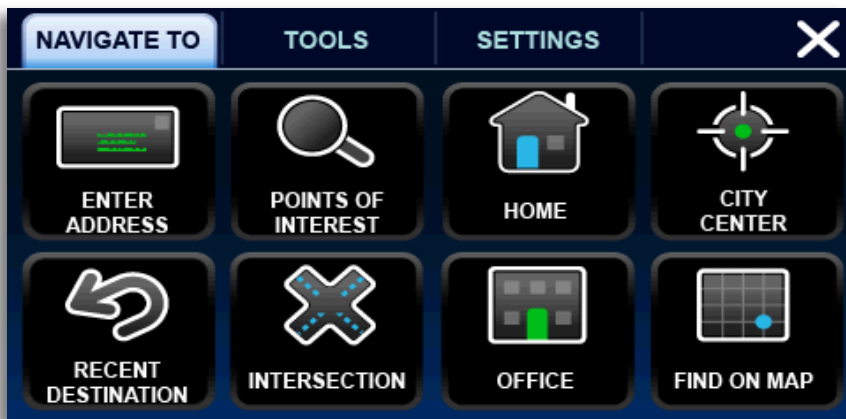 NAVIGATE TO
TOOLS
SETTINGS
ENTER
ADDRESS
POINTS OF
INTEREST
HOME
CITY
CENTER
RECENT
DESTINATION
INTERSECTION
OFFICE
FIND ON MAP